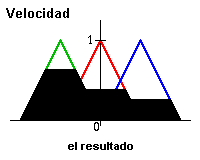 Velocidad
1
0
el resultado